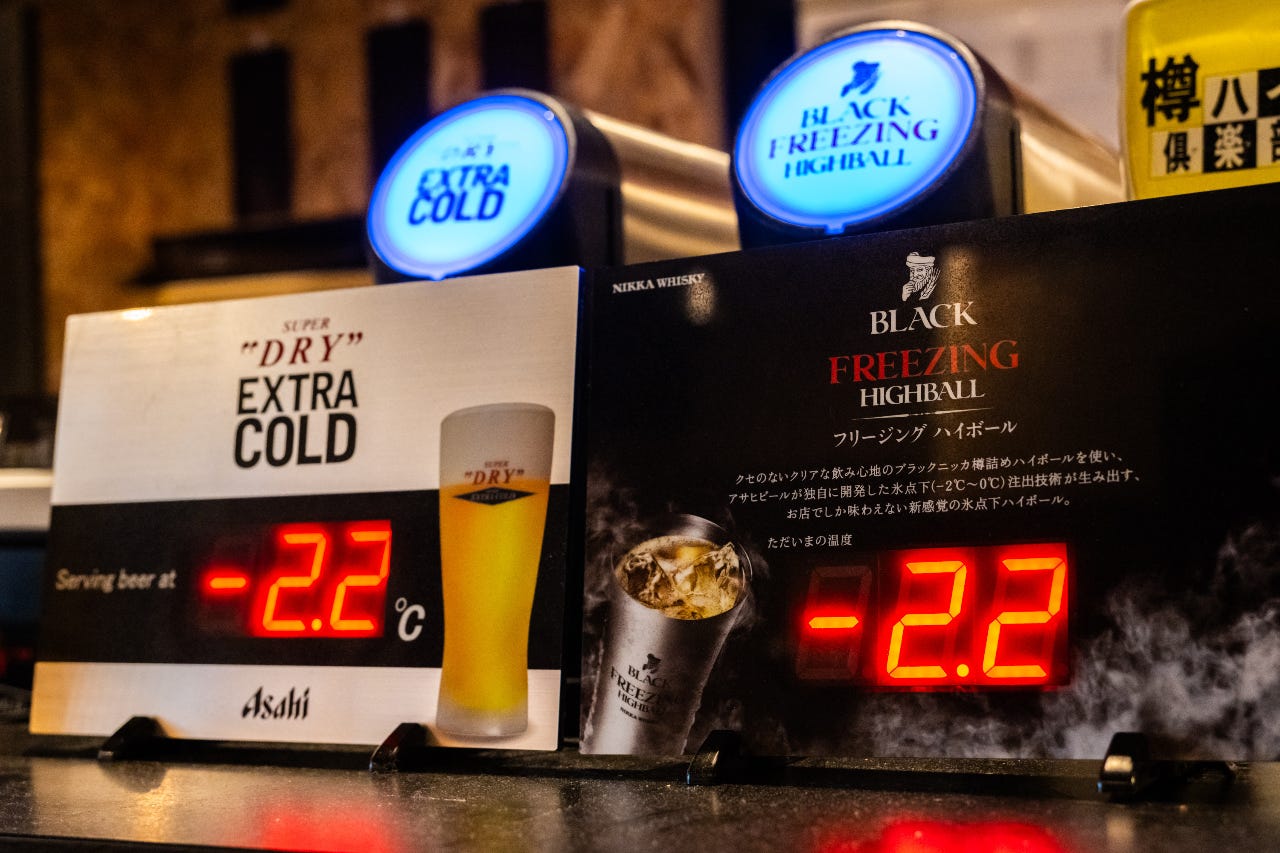 EXTRA
COLD
BLACK
FREEZING
HIGHBALL
樽ハイ
倶楽部
SUPER
"DRY"
EXTRA
COLD
Serving beer at
-2.2
℃
Asahi
SUPER
"DRY"
EXTRA COLD
NIKKA WHISKY
BLACK
FREEZING
HIGHBALL
フリージング ハイボール
クセのないクリアな飲み心地のブラックニッカ樽詰めハイボールを使い、
アサヒビールが独自に開発した氷点下(-2℃〜0℃)注出技術が生み出す、
お店でしか味わえない新感覚の氷点下ハイボール。
ただいまの温度
-2.2
BLACK
FREEZING
HIGHBALL
NIKKA WHISKY